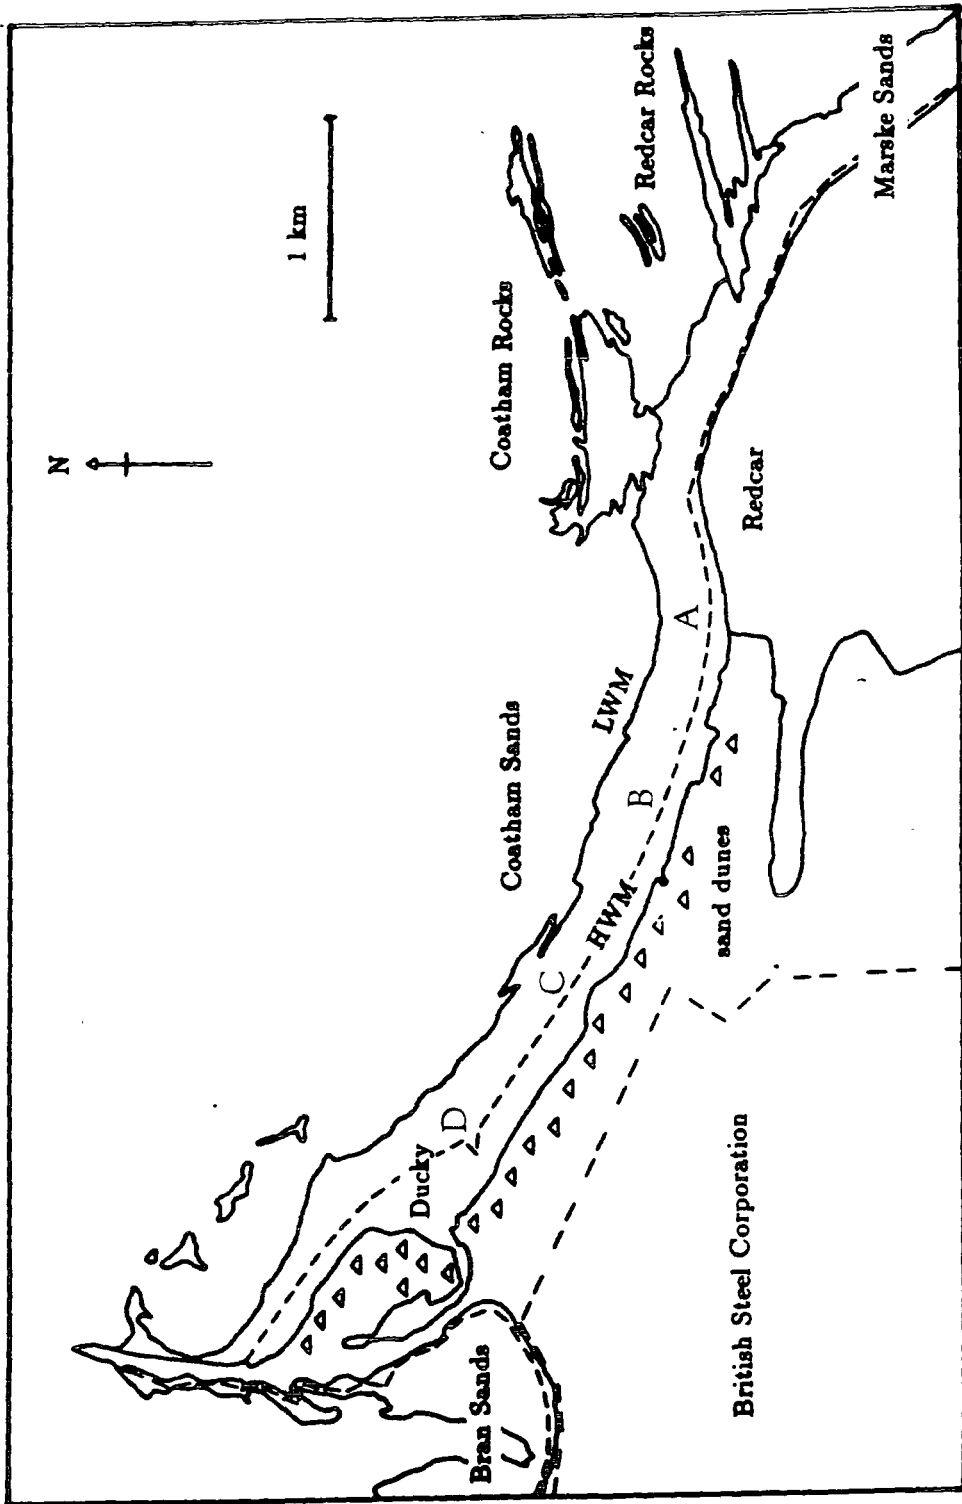 N
1 km
Coatham Rocks
Redcar Rocks
Marske Sands
Coatham Sands
LWM
HWM
A
B
C
D
Ducky
Redcar
sand dunes
Bran Sands
British Steel Corporation